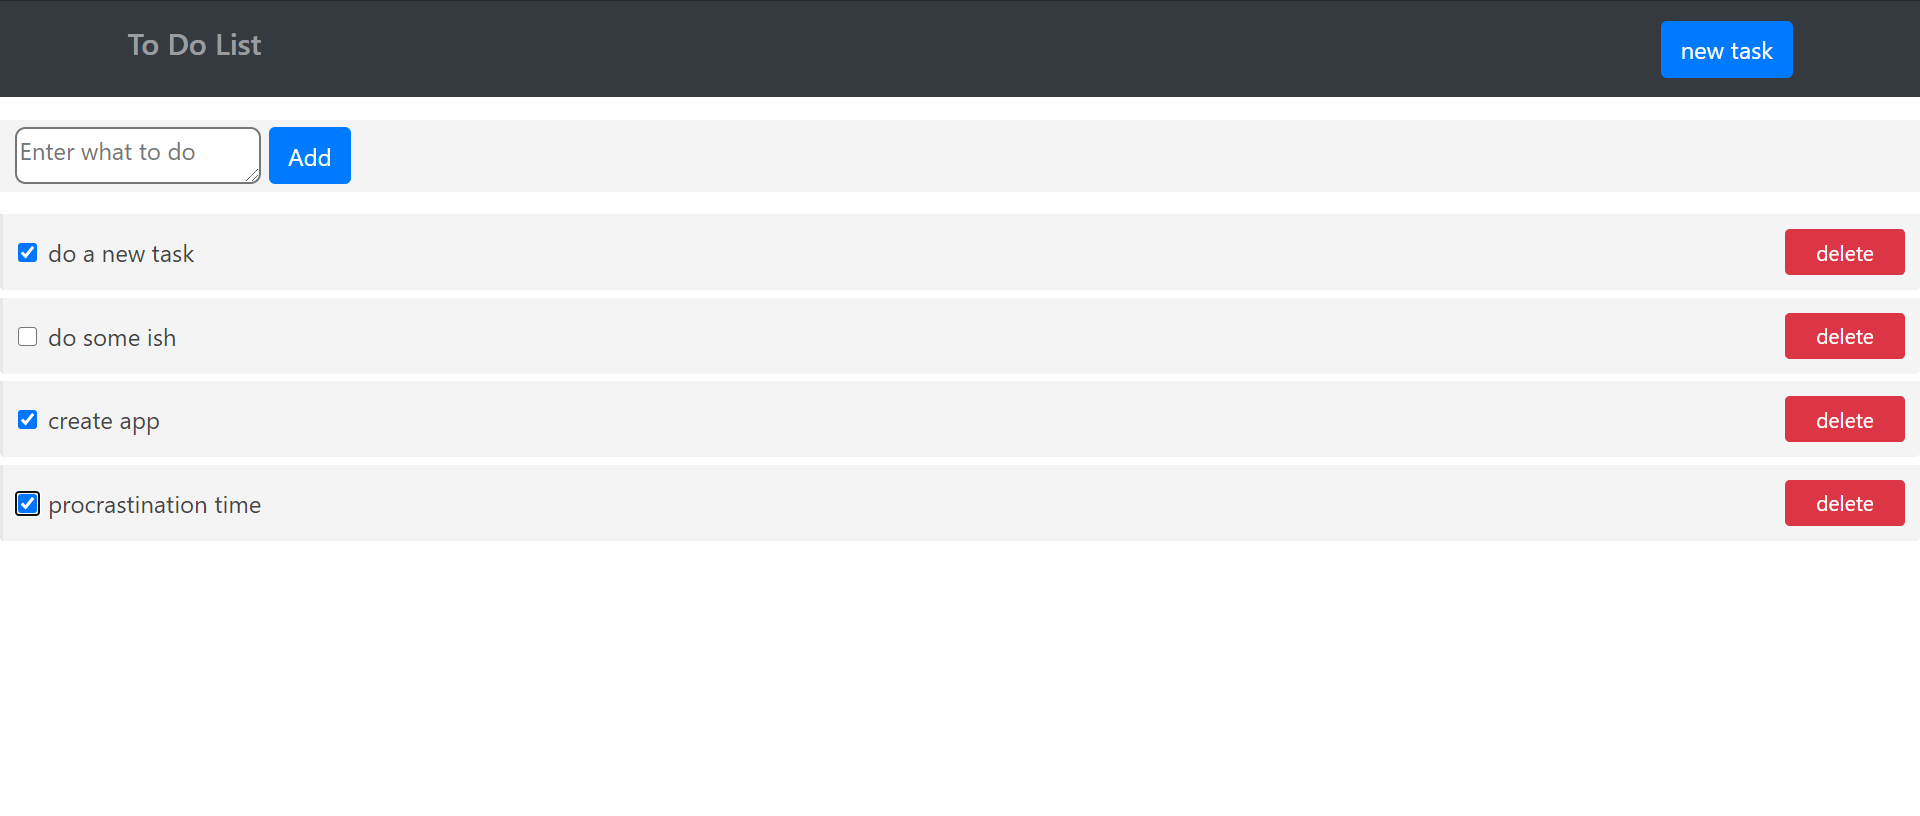 To Do List
new task
Enter what to do
Add
do a new task
delete
do some ish
delete
create app
delete
procrastination time
delete